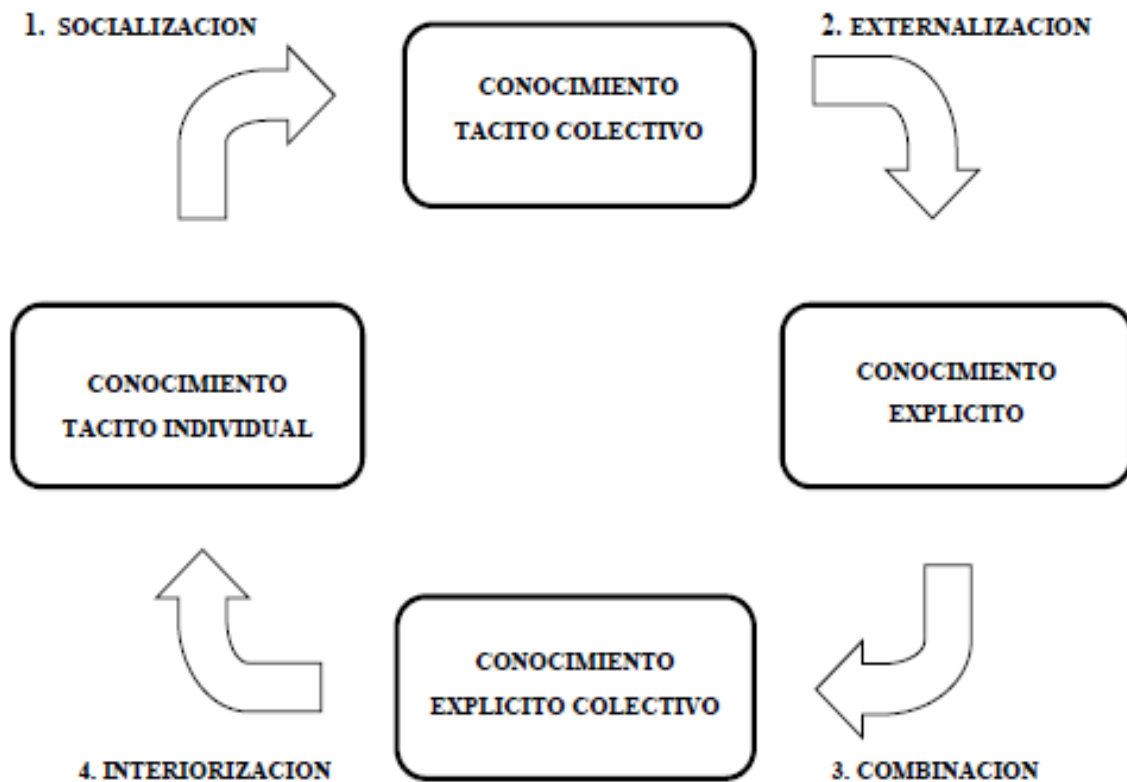 1. SOCIALIZACION
2. EXTERNALIZACION
CONOCIMIENTO
TACITO COLECTIVO
CONOCIMIENTO
TACITO INDIVIDUAL
CONOCIMIENTO
EXPLICITO
CONOCIMIENTO
EXPLICITO COLECTIVO
4. INTERIORIZACION
3. COMBINACION